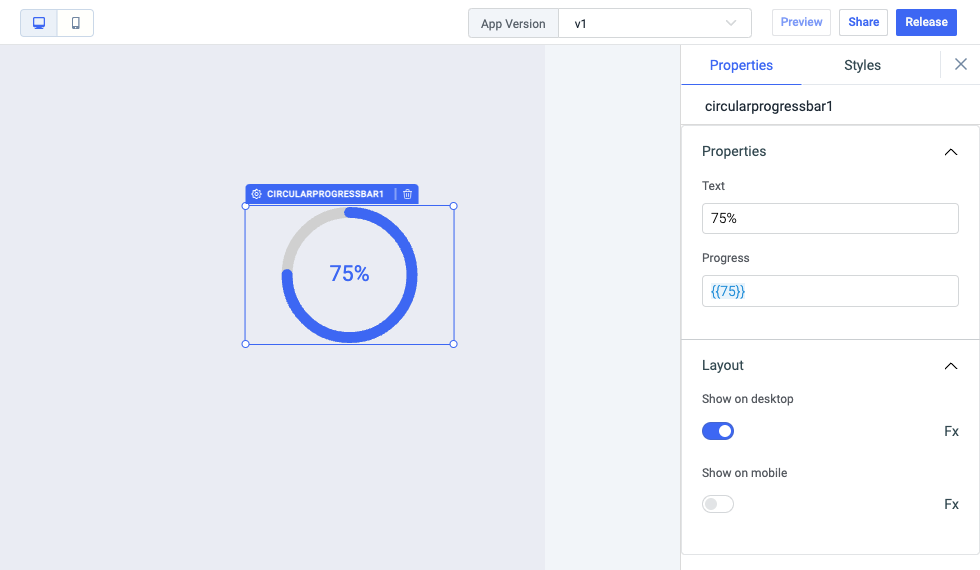 App Version v1 Preview Share Release
Properties Styles
circularprogressbar1
Properties
Text
75%
Progress
{{75}}
CIRCULARPROGRESSBAR1
75%
Layout
Show on desktop
Fx
Show on mobile
Fx